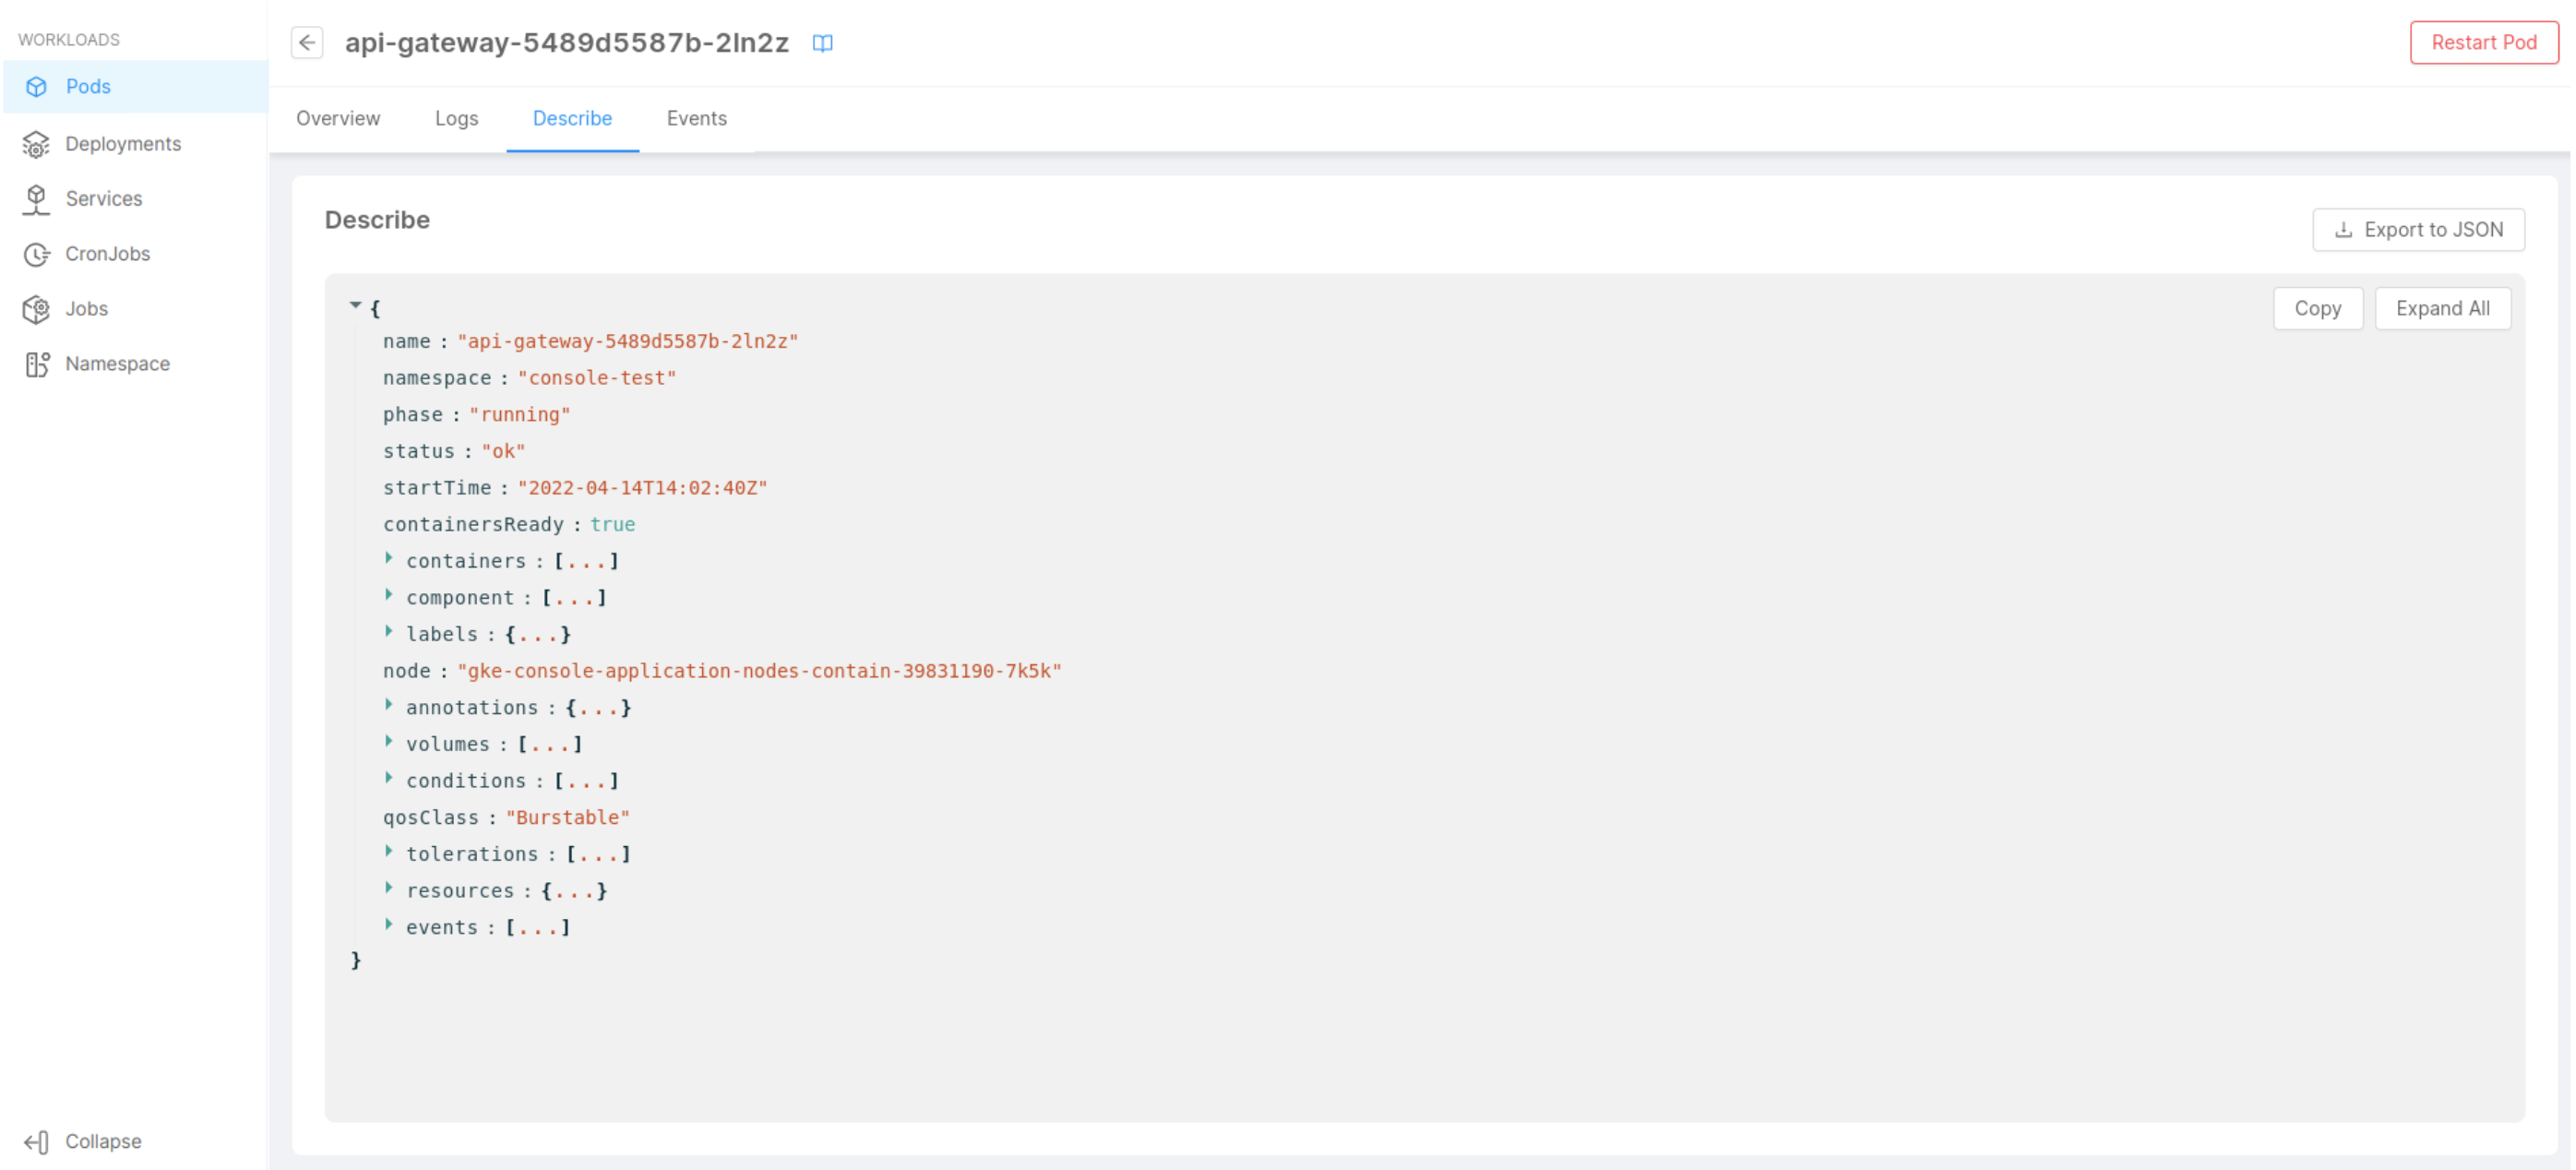 WORKLOADS
Pods
Deployments
Services
CronJobs
Jobs
Namespace
Collapse
api-gateway-5489d5587b-2ln2z
Restart Pod
Overview Logs Describe Events
Describe
Export to JSON
Copy Expand All
{
name : "api-gateway-5489d5587b-2ln2z"
namespace : "console-test"
phase : "running"
status : "ok"
startTime : "2022-04-14T14:02:40Z"
containersReady : true
containers : [...]
component : [...]
labels : {...}
node : "gke-console-application-nodes-contain-39831190-7k5k"
annotations : {...}
volumes : [...]
conditions : [...]
qosClass : "Burstable"
tolerations : [...]
resources : {...}
events : [...]
}